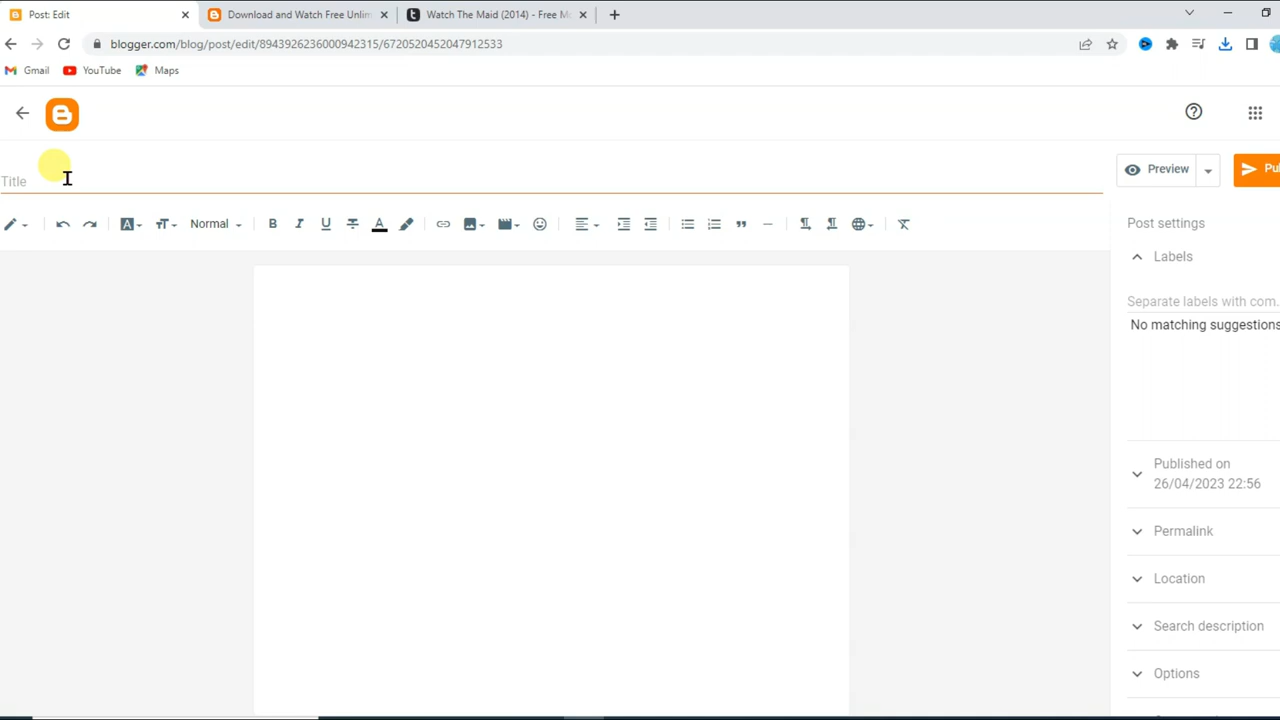 Post: Edit
Download and Watch Free Unlim
Watch The Maid (2014) - Free Mo
blogger.com/blog/post/edit/8943926236000942315/6720520452047912533
Gmail
YouTube
Maps
Title
Preview
Pu
Normal
Post settings
Labels
Separate labels with com...
No matching suggestions
Published on
26/04/2023 22:56
Permalink
Location
Search description
Options